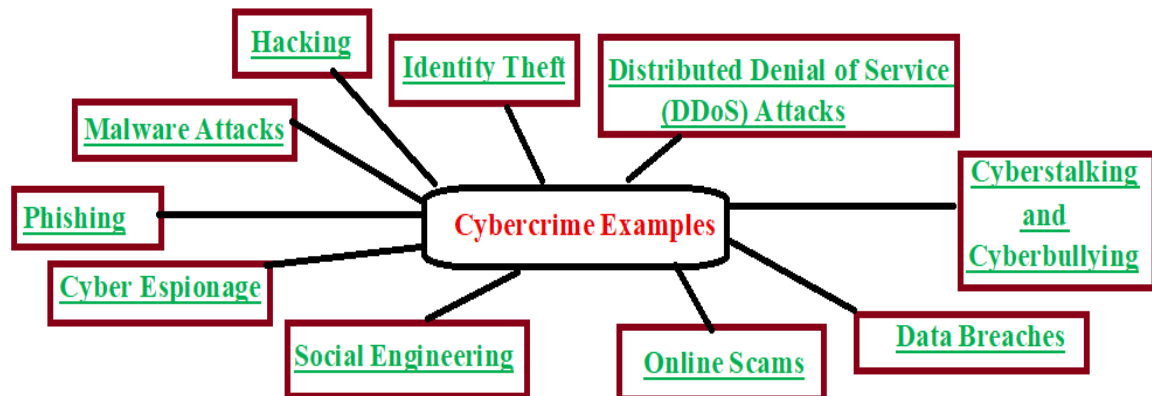 Hacking
Identity Theft
Distributed Denial of Service
(DDoS) Attacks
Malware Attacks
Cyberstalking
and
Cyberbullying
Phishing
Cybercrime Examples
Cyber Espionage
Social Engineering
Online Scams
Data Breaches